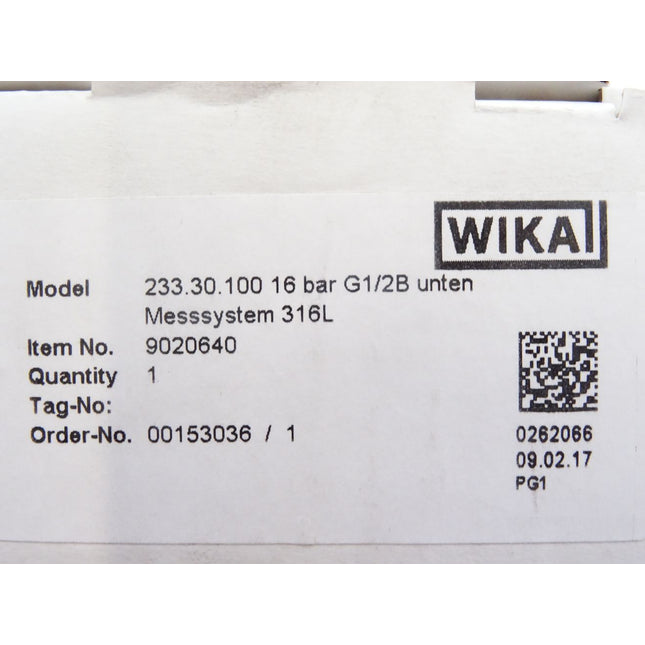 WIKA
Model 233.30.100 16 bar G1/2B unten
Messsystem 316L
Item No. 9020640
Quantity 1
Tag-No:
Order-No. 00153036 / 1
0262066
09.02.17
PG1